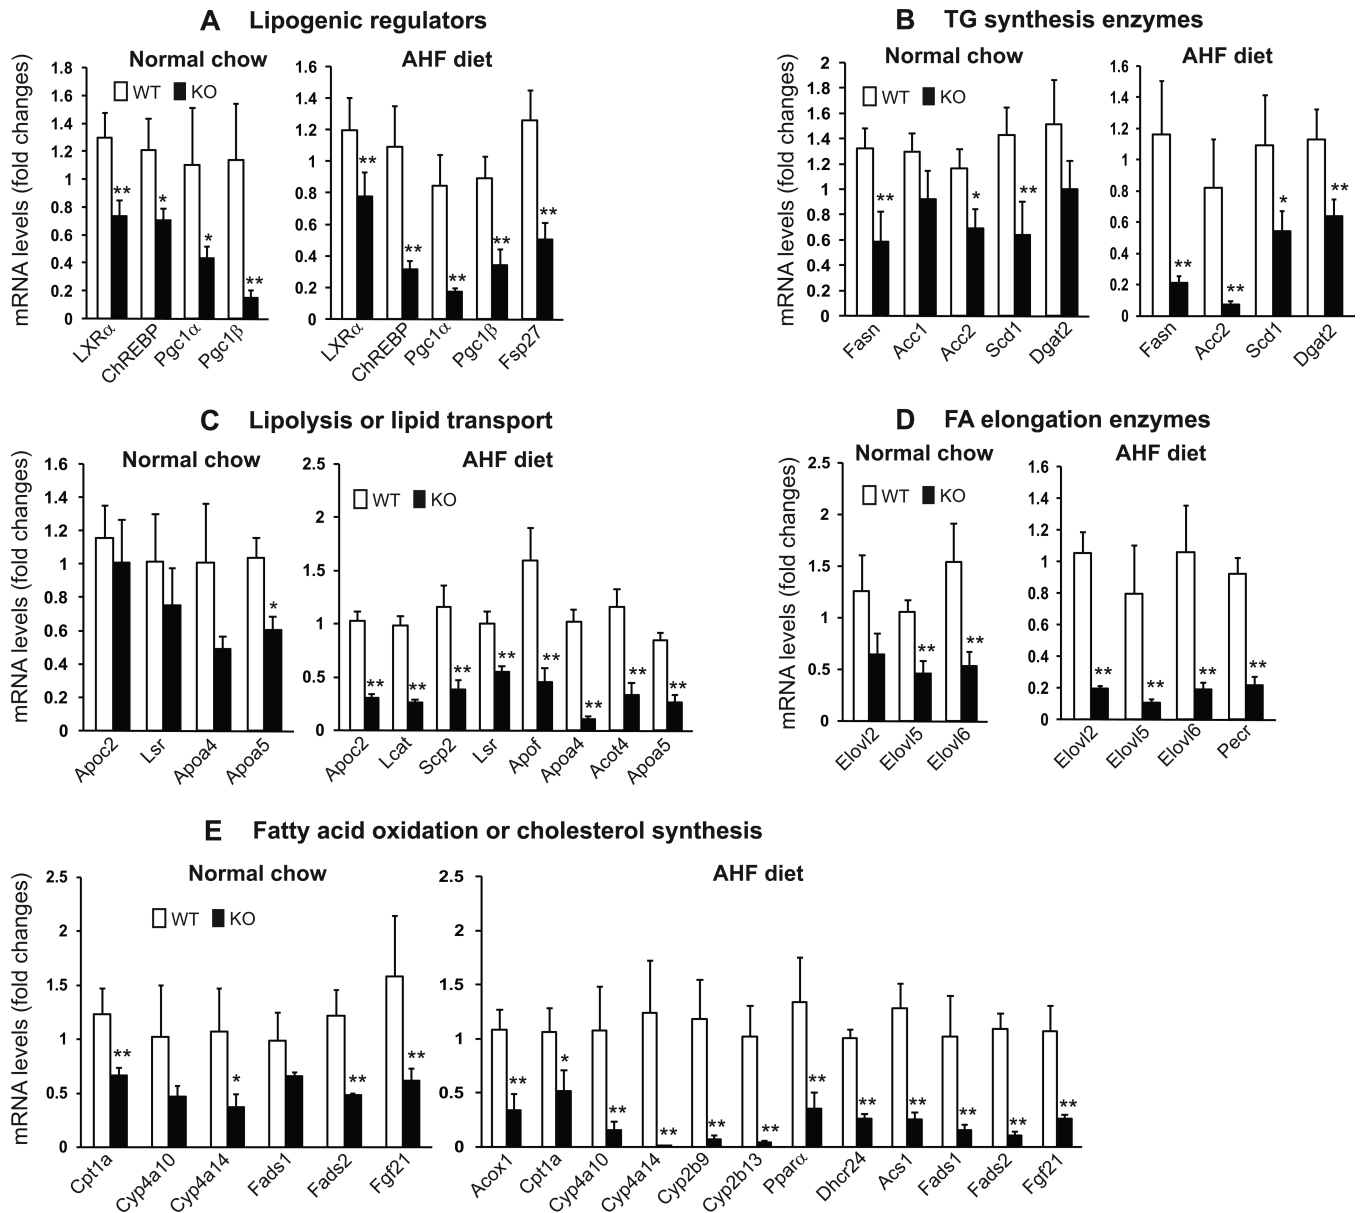 A Lipogenic regulators
Normal chow
AHF diet
mRNA levels (fold changes)
WT KO
1.8
1.6
1.4
1.2
1
0.8
0.6
0.4
0.2
0
** * * **
LXRα ChREBP Pgc1α Pgc1β
1.6
1.4
1.2
1
0.8
0.6
0.4
0.2
0
** ** ** ** **
LXRα ChREBP Pgc1α Pgc1β Fsp27
B TG synthesis enzymes
Normal chow
AHF diet
mRNA levels (fold changes)
WT KO
2
1.8
1.6
1.4
1.2
1
0.8
0.6
0.4
0.2
0
** * **
Fasn Acc1 Acc2 Scd1 Dgat2
1.6
1.4
1.2
1
0.8
0.6
0.4
0.2
0
** ** * **
Fasn Acc2 Scd1 Dgat2
C Lipolysis or lipid transport
Normal chow
AHF diet
mRNA levels (fold changes)
1.6
1.4
1.2
1
0.8
0.6
0.4
0.2
0
*
Apoc2 Lsr Apoa4 Apoa5
WT KO
2.5
2
1.5
1
0.5
0
** ** ** ** ** ** ** **
Apoc2 Lcat Scp2 Lsr Apof Apoa4 Acot4 Apoa5
D FA elongation enzymes
Normal chow
AHF diet
mRNA levels (fold changes)
WT KO
2.5
2
1.5
1
0.5
0
** **
Elovl2 Elovl5 Elovl6
1.6
1.4
1.2
1
0.8
0.6
0.4
0.2
0
** ** ** **
Elovl2 Elovl5 Elovl6 Pecr
E Fatty acid oxidation or cholesterol synthesis
Normal chow
AHF diet
mRNA levels (fold changes)
WT KO
2.5
2
1.5
1
0.5
0
** * ** **
Cpt1a Cyp4a10 Cyp4a14 Fads1 Fads2 Fgf21
2.5
2
1.5
1
0.5
0
** * ** ** ** ** ** ** ** ** ** **
Acox1 Cpt1a Cyp4a10 Cyp4a14 Cyp2b9 Cyp2b13 Pparα Dhcr24 Acs1 Fads1 Fads2 Fgf21